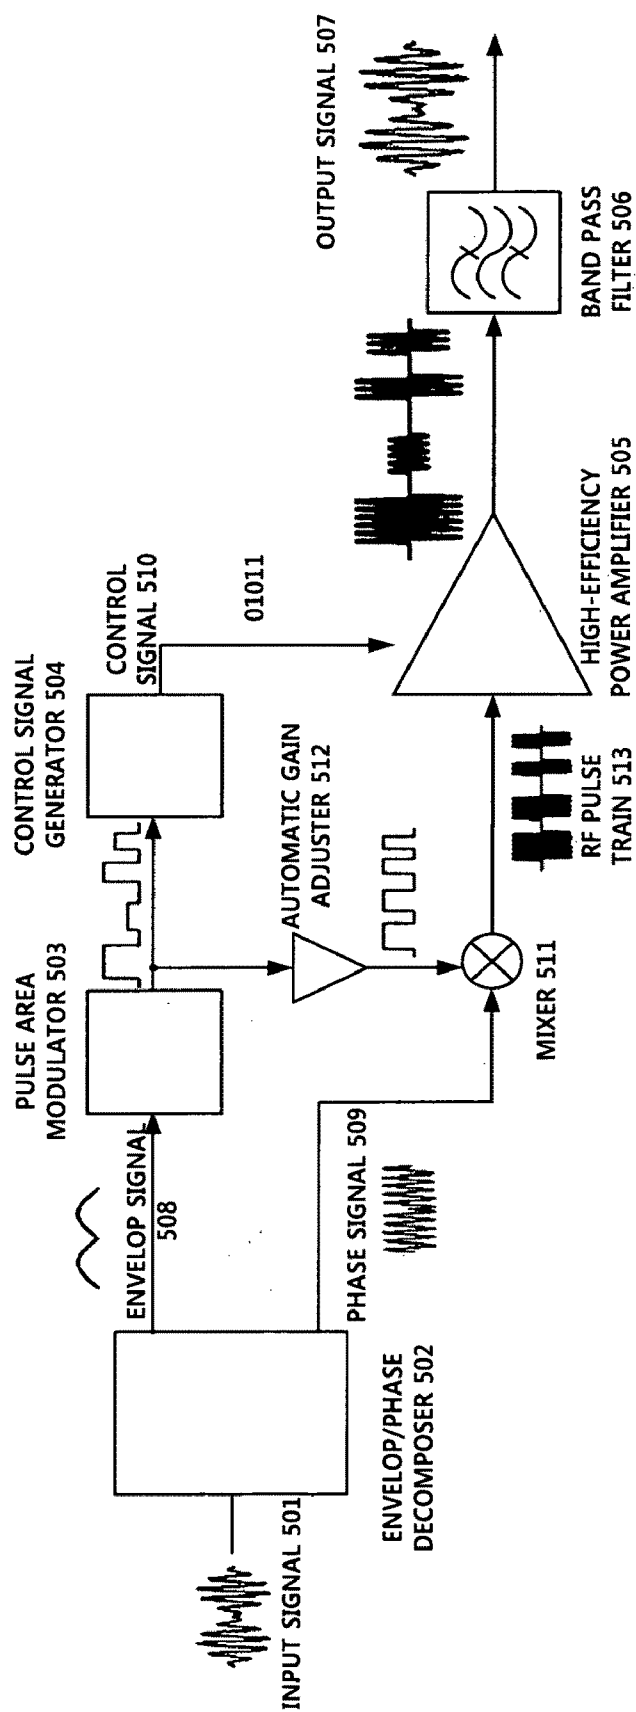 INPUT SIGNAL 501
ENVELOP/PHASE
DECOMPOSER 502
ENVELOP SIGNAL
508
PHASE SIGNAL 509
PULSE AREA
MODULATOR 503
CONTROL SIGNAL
GENERATOR 504
CONTROL
SIGNAL 510
01011
AUTOMATIC GAIN
ADJUSTER 512
MIXER 511
RF PULSE
TRAIN 513
HIGH-EFFICIENCY
POWER AMPLIFIER 505
BAND PASS
FILTER 506
OUTPUT SIGNAL 507